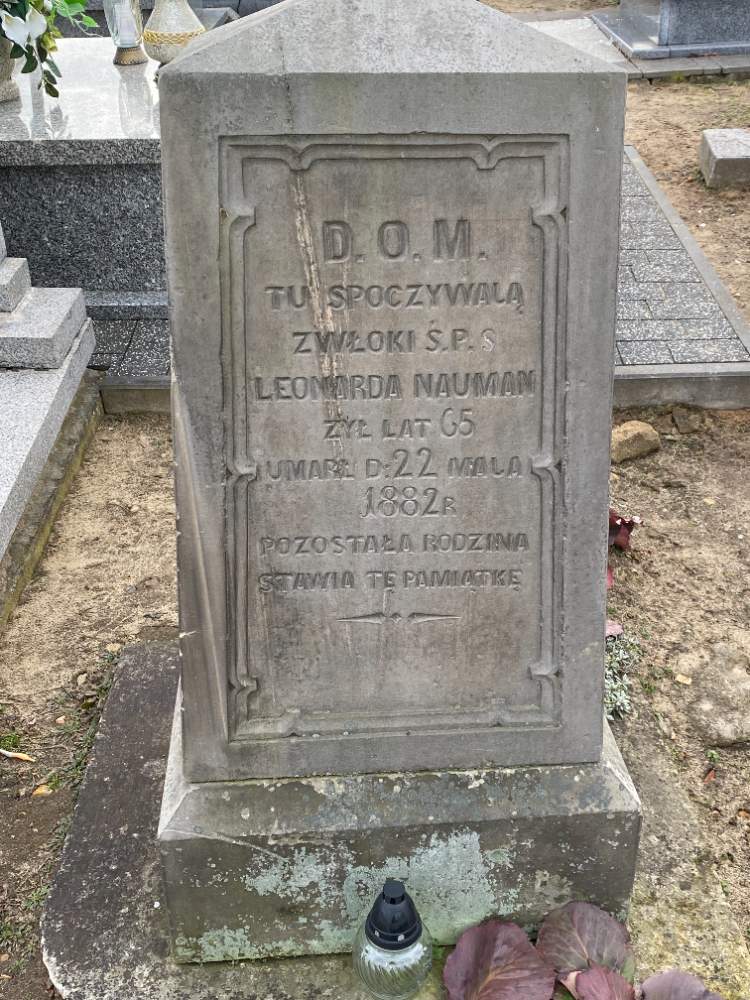 D. O. M.
TU SPOCZYWAJĄ
ZWŁOKI Ś.P. S
LEONARDA NAUMAN
ŻYŁ LAT 65
UMARŁ D: 22 MAJA
1882 R
POZOSTAŁA RODZINA
STAWIA TĘ PAMIĄTKĘ